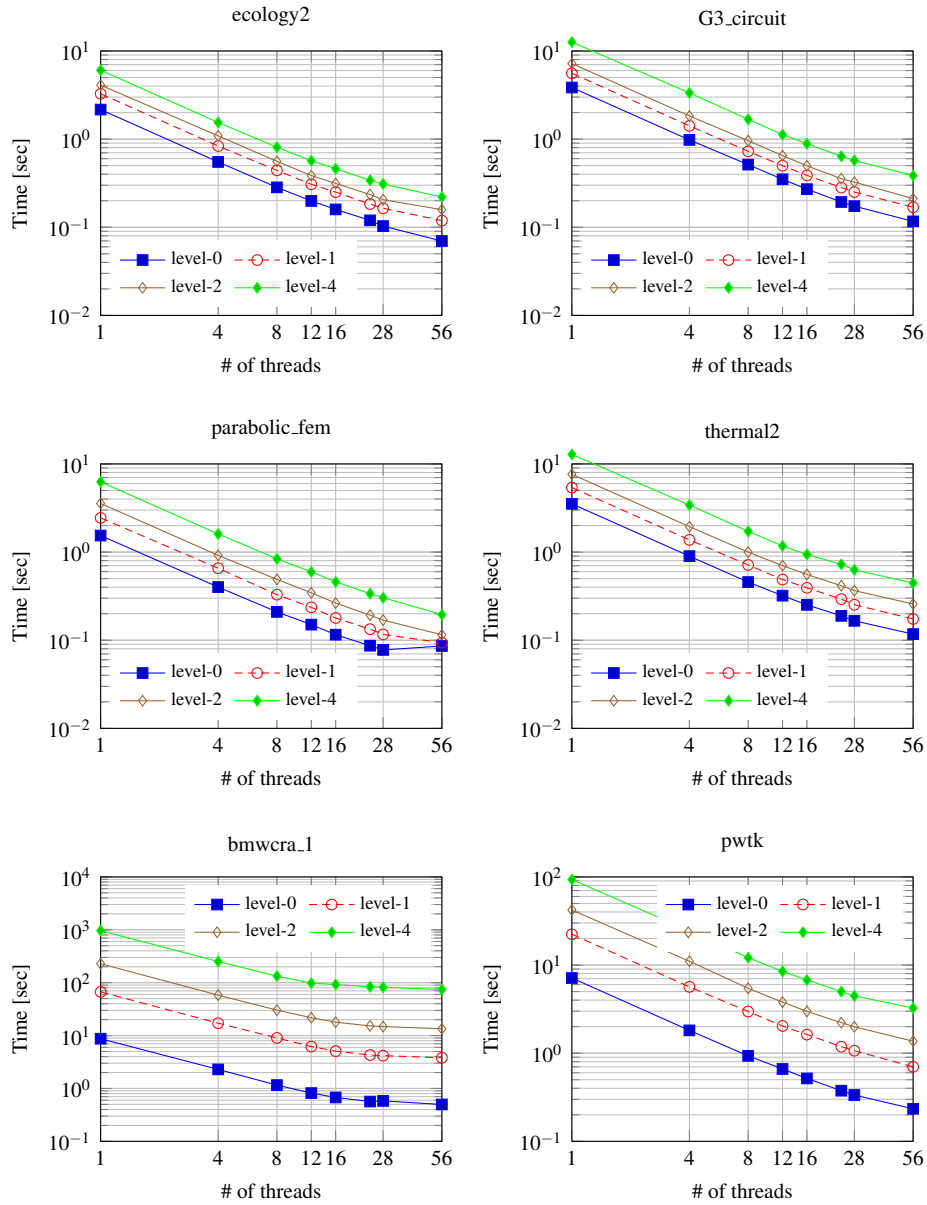 ecology2
10^1
10^0
10^−1
10^−2
Time [sec]
level-0 level-1
level-2 level-4
1 4 8 12 16 28 56
# of threads
G3_circuit
10^1
10^0
10^−1
10^−2
Time [sec]
level-0 level-1
level-2 level-4
1 4 8 12 16 28 56
# of threads
parabolic_fem
10^1
10^0
10^−1
10^−2
Time [sec]
level-0 level-1
level-2 level-4
1 4 8 12 16 28 56
# of threads
thermal2
10^1
10^0
10^−1
10^−2
Time [sec]
level-0 level-1
level-2 level-4
1 4 8 12 16 28 56
# of threads
bmwcra_1
10^4
10^3
10^2
10^1
10^0
10^−1
Time [sec]
level-0 level-1
level-2 level-4
1 4 8 12 16 28 56
# of threads
pwtk
10^2
10^1
10^0
10^−1
Time [sec]
level-0 level-1
level-2 level-4
1 4 8 12 16 28 56
# of threads